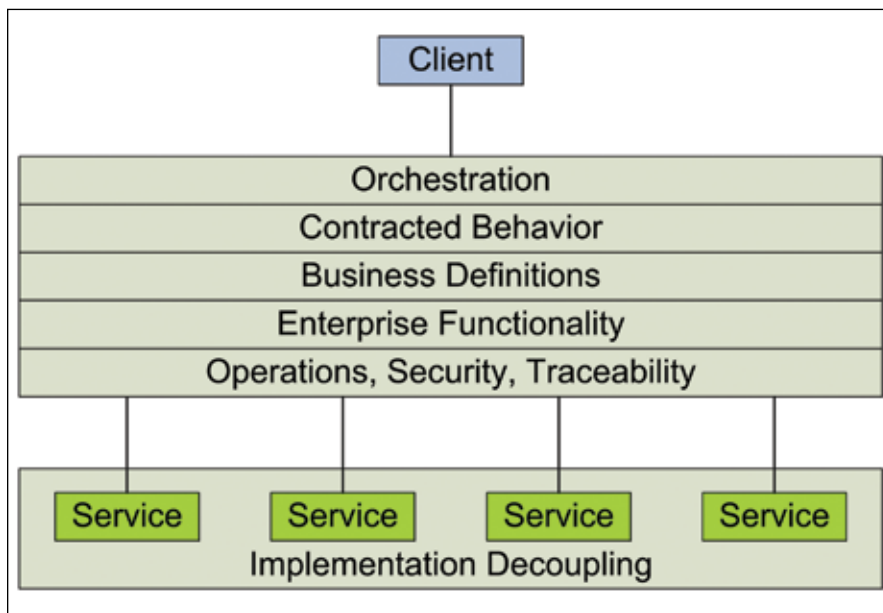 Client
Orchestration
Contracted Behavior
Business Definitions
Enterprise Functionality
Operations, Security, Traceability
Service Service Service Service
Implementation Decoupling